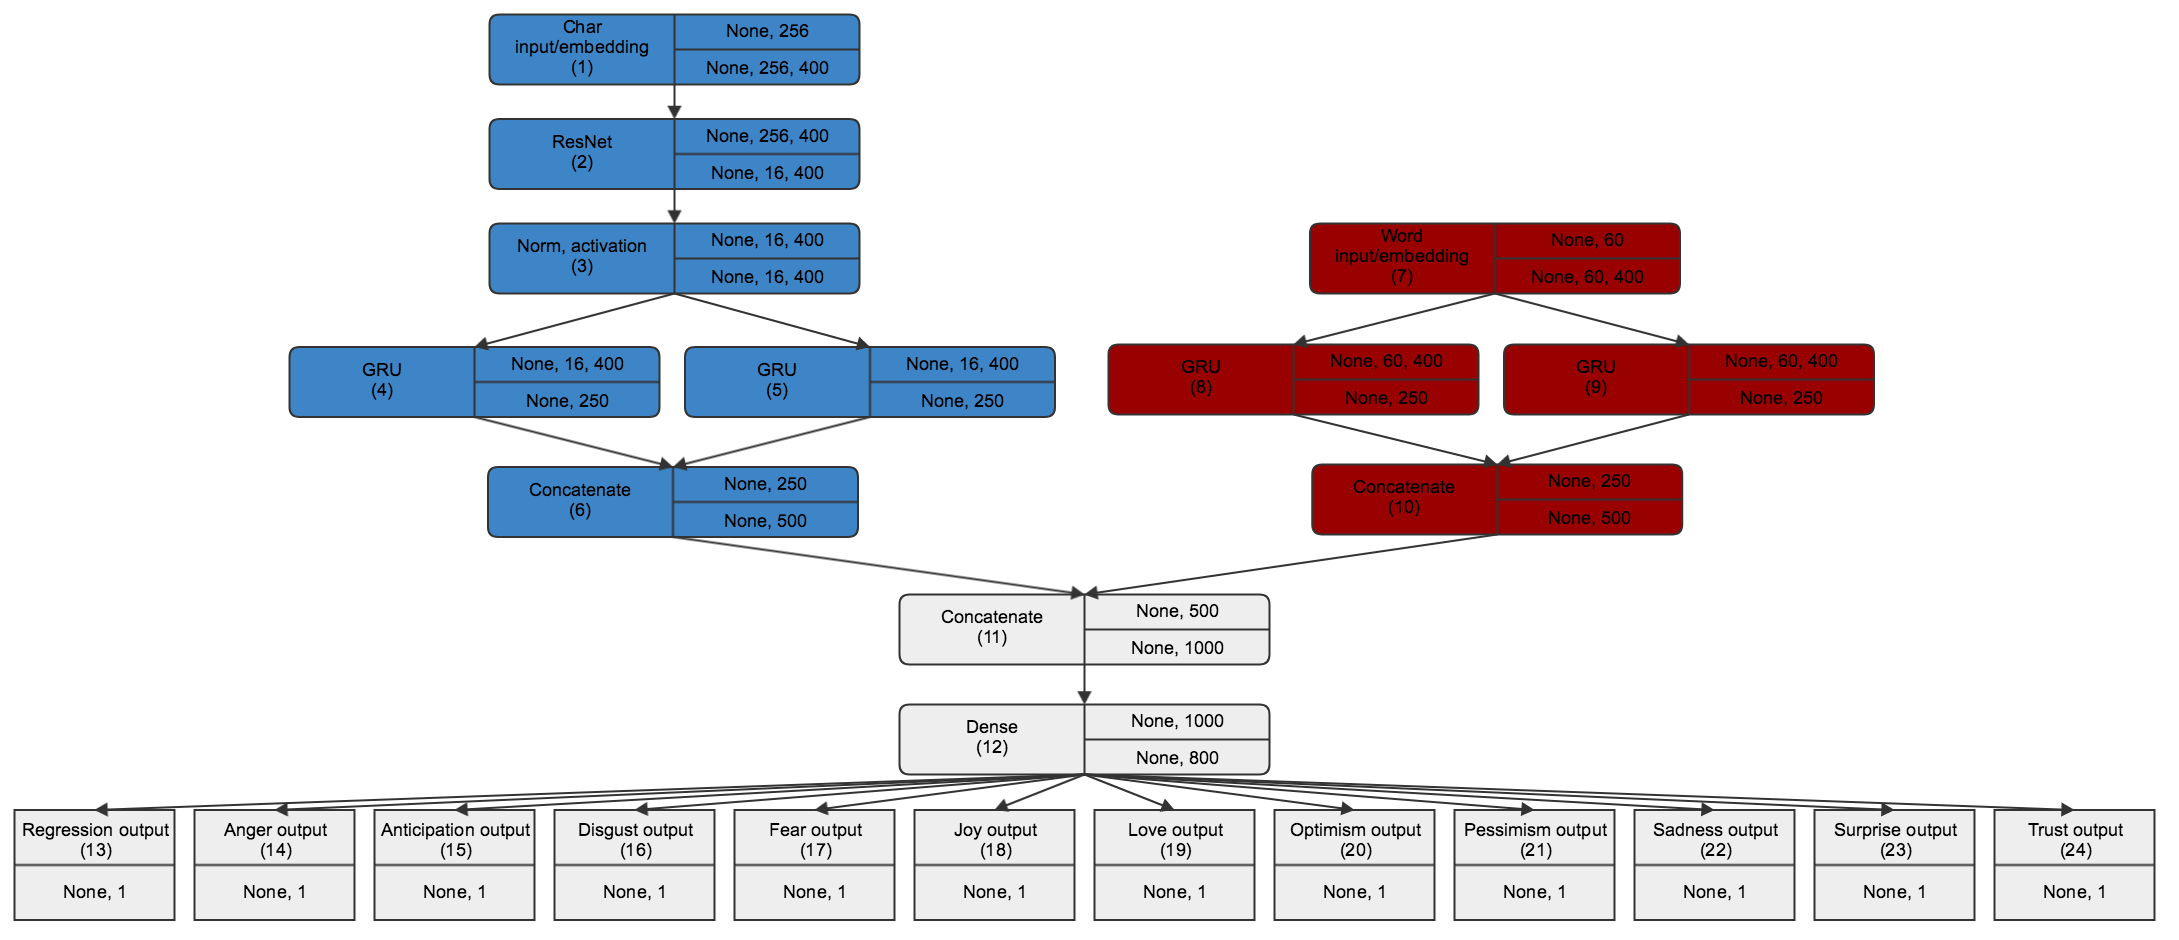 Char
input/embedding
(1)
None, 256
None, 256, 400
ResNet
(2)
None, 256, 400
None, 16, 400
Norm, activation
(3)
None, 16, 400
None, 16, 400
Word
input/embedding
(7)
None, 60
None, 60, 400
GRU
(4)
None, 16, 400
None, 250
GRU
(5)
None, 16, 400
None, 250
GRU
(8)
None, 60, 400
None, 250
GRU
(9)
None, 60, 400
None, 250
Concatenate
(6)
None, 250
None, 500
Concatenate
(10)
None, 250
None, 500
Concatenate
(11)
None, 500
None, 1000
Dense
(12)
None, 1000
None, 800
Regression output
(13)
None, 1
Anger output
(14)
None, 1
Anticipation output
(15)
None, 1
Disgust output
(16)
None, 1
Fear output
(17)
None, 1
Joy output
(18)
None, 1
Love output
(19)
None, 1
Optimism output
(20)
None, 1
Pessimism output
(21)
None, 1
Sadness output
(22)
None, 1
Surprise output
(23)
None, 1
Trust output
(24)
None, 1